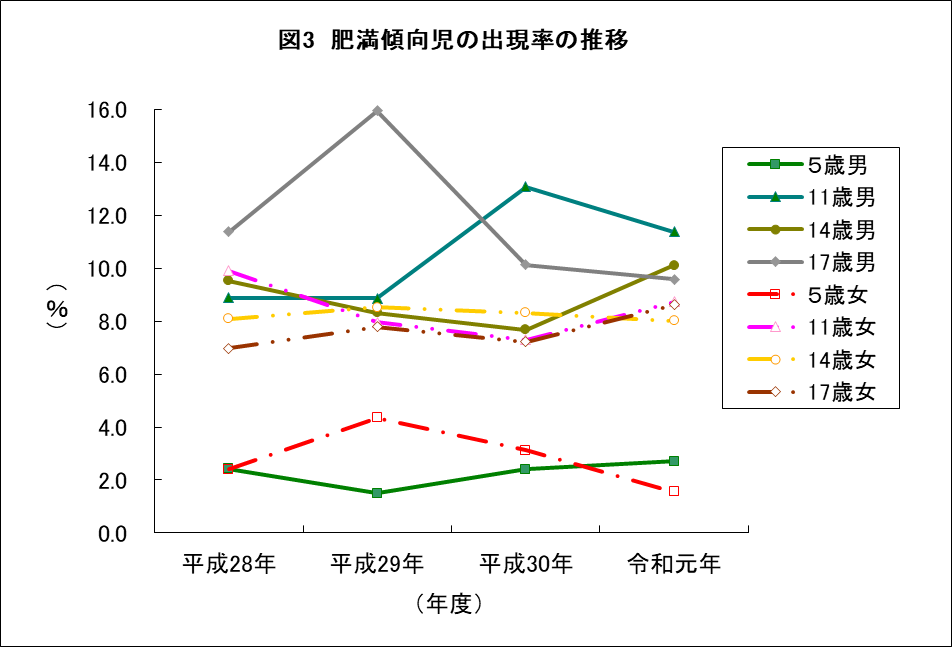 図3 肥満傾向児の出現率の推移
16.0
14.0
12.0
10.0
8.0
6.0
4.0
2.0
0.0
（％）
平成28年 平成29年 平成30年 令和元年
（年度）
５歳男
11歳男
14歳男
17歳男
５歳女
11歳女
14歳女
17歳女